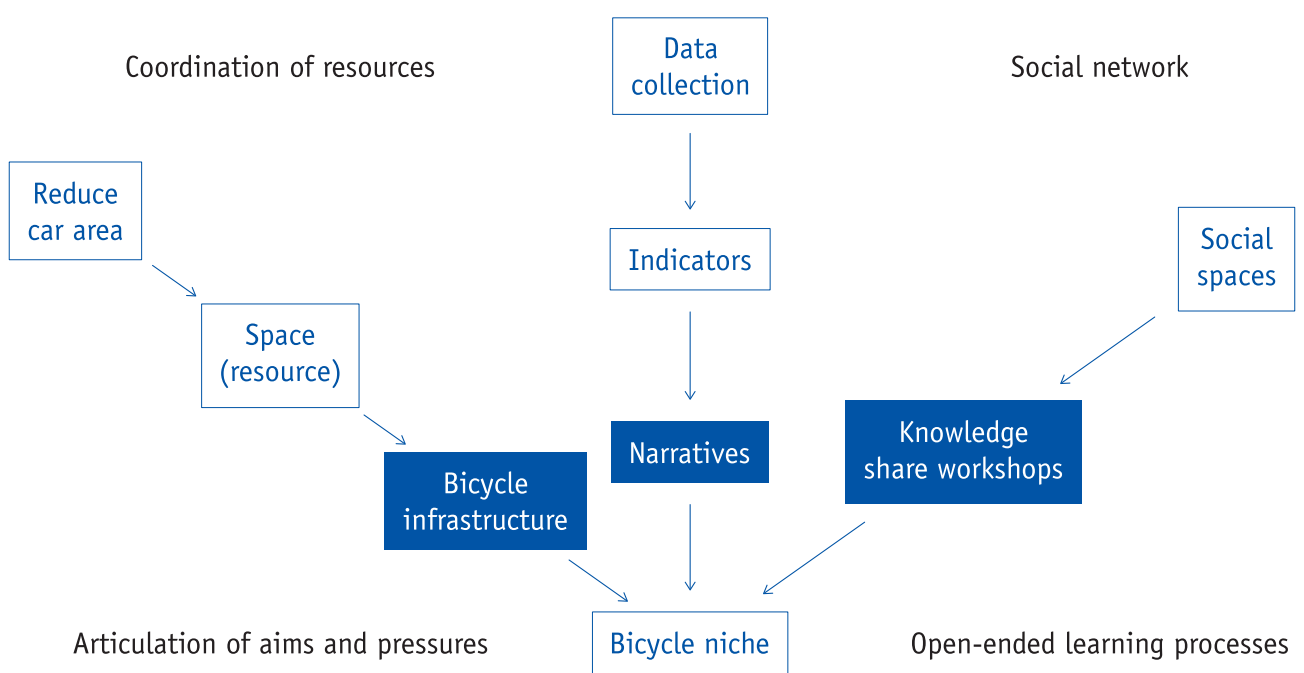 Coordination of resources
Data
collection
Social network
Reduce
car area
Indicators
Social
spaces
Space
(resource)
Narratives
Knowledge
share workshops
Bicycle
infrastructure
Articulation of aims and pressures
Bicycle niche
Open-ended learning processes